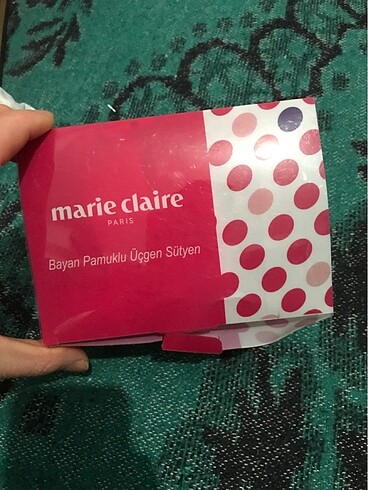 marie claire
PARIS
Bayan Pamuklu Üçgen Sütyen